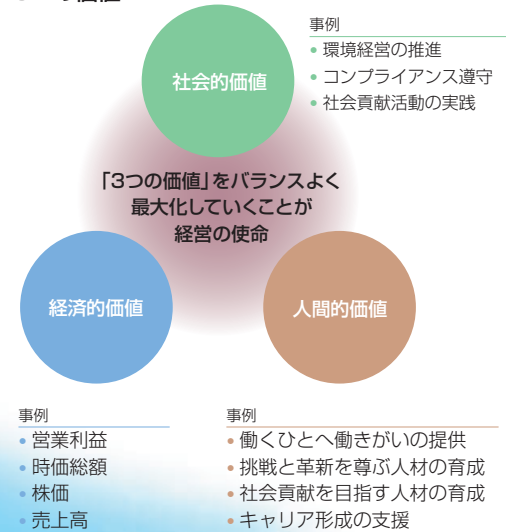 社会的価値
事例
• 環境経営の推進
• コンプライアンス遵守
• 社会貢献活動の実践
「3つの価値」をバランスよく
最大化していくことが
経営の使命
経済的価値
人間的価値
事例
• 営業利益
• 時価総額
• 株価
• 売上高
事例
• 働くひとへ働きがいの提供
• 挑戦と革新を尊ぶ人材の育成
• 社会貢献を目指す人材の育成
• キャリア形成の支援